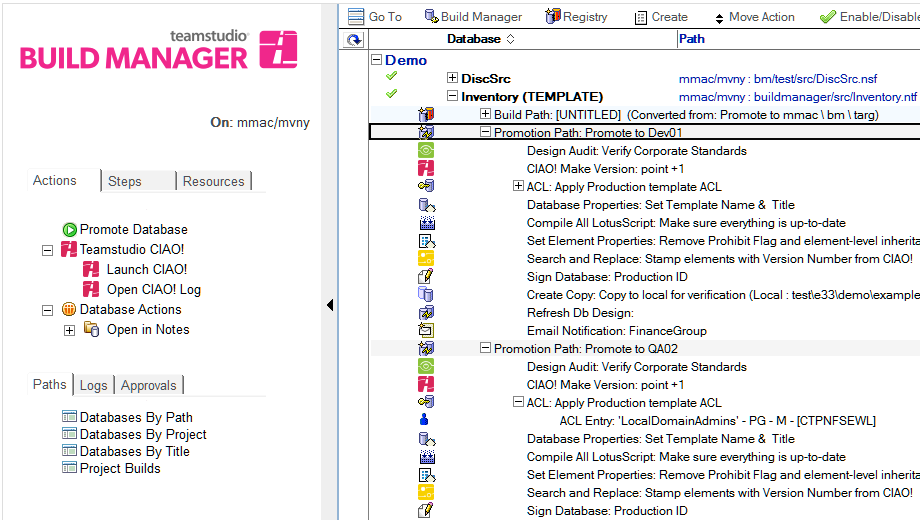 teamstudio
BUILD MANAGER
On: mmac/mvny
Actions Steps Resources
Promote Database
Teamstudio CIAO!
Launch CIAO!
Open CIAO! Log
Database Actions
Open in Notes
Paths Logs Approvals
Databases By Path
Databases By Project
Databases By Title
Project Builds
Go To Build Manager Registry Create Move Action Enable/Disable
Database Path
Demo
DiscSrc mmac/mvny : bm/test/src/DiscSrc.nsf
Inventory (TEMPLATE) mmac/mvny : buildmanager/src/Inventory.ntf
Build Path: [UNTITLED] (Converted from: Promote to mmac \ bm \ targ)
Promotion Path: Promote to Dev01
Design Audit: Verify Corporate Standards
CIAO! Make Version: point +1
ACL: Apply Production template ACL
Database Properties: Set Template Name & Title
Compile All LotusScript: Make sure everything is up-to-date
Set Element Properties: Remove Prohibit Flag and element-level inherita
Search and Replace: Stamp elements with Version Number from CIAO!
Sign Database: Production ID
Create Copy: Copy to local for verification (Local : test\e33\demo\example
Refresh Db Design:
Email Notification: FinanceGroup
Promotion Path: Promote to QA02
Design Audit: Verify Corporate Standards
CIAO! Make Version: point +1
ACL: Apply Production template ACL
ACL Entry: 'LocalDomainAdmins' - PG - M - [CTPNFSEWL]
Database Properties: Set Template Name & Title
Compile All LotusScript: Make sure everything is up-to-date
Set Element Properties: Remove Prohibit Flag and element-level inherita
Search and Replace: Stamp elements with Version Number from CIAO!
Sign Database: Production ID